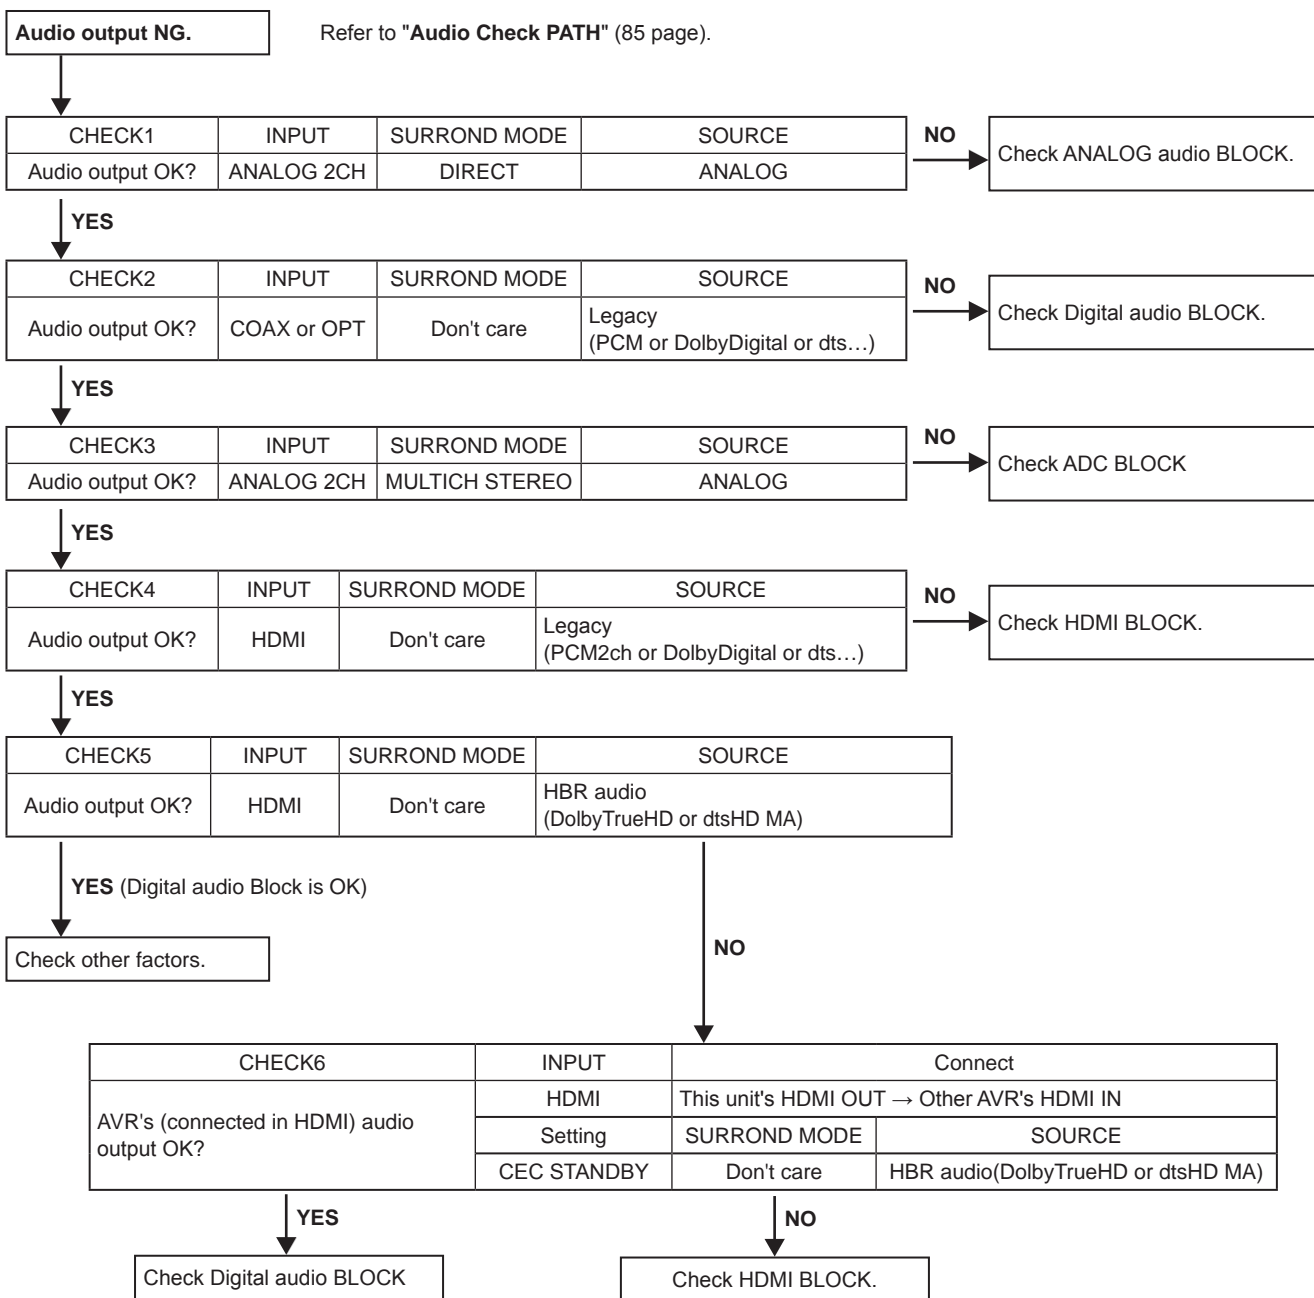 Audio output NG.
Refer to "Audio Check PATH" (85 page).
CHECK1 INPUT SURROND MODE SOURCE
Audio output OK? ANALOG 2CH DIRECT ANALOG
NO
Check ANALOG audio BLOCK.
YES
CHECK2 INPUT SURROND MODE SOURCE
Audio output OK? COAX or OPT Don't care Legacy
(PCM or DolbyDigital or dts…)
NO
Check Digital audio BLOCK.
YES
CHECK3 INPUT SURROND MODE SOURCE
Audio output OK? ANALOG 2CH MULTICH STEREO ANALOG
NO
Check ADC BLOCK
YES
CHECK4 INPUT SURROND MODE SOURCE
Audio output OK? HDMI Don't care Legacy
(PCM2ch or DolbyDigital or dts…)
NO
Check HDMI BLOCK.
YES
CHECK5 INPUT SURROND MODE SOURCE
Audio output OK? HDMI Don't care HBR audio
(DolbyTrueHD or dtsHD MA)
YES (Digital audio Block is OK)
Check other factors.
NO
CHECK6 INPUT Connect
AVR's (connected in HDMI) audio
output OK?
HDMI This unit's HDMI OUT → Other AVR's HDMI IN
Setting SURROND MODE SOURCE
CEC STANDBY Don't care HBR audio(DolbyTrueHD or dtsHD MA)
YES
Check Digital audio BLOCK
NO
Check HDMI BLOCK.